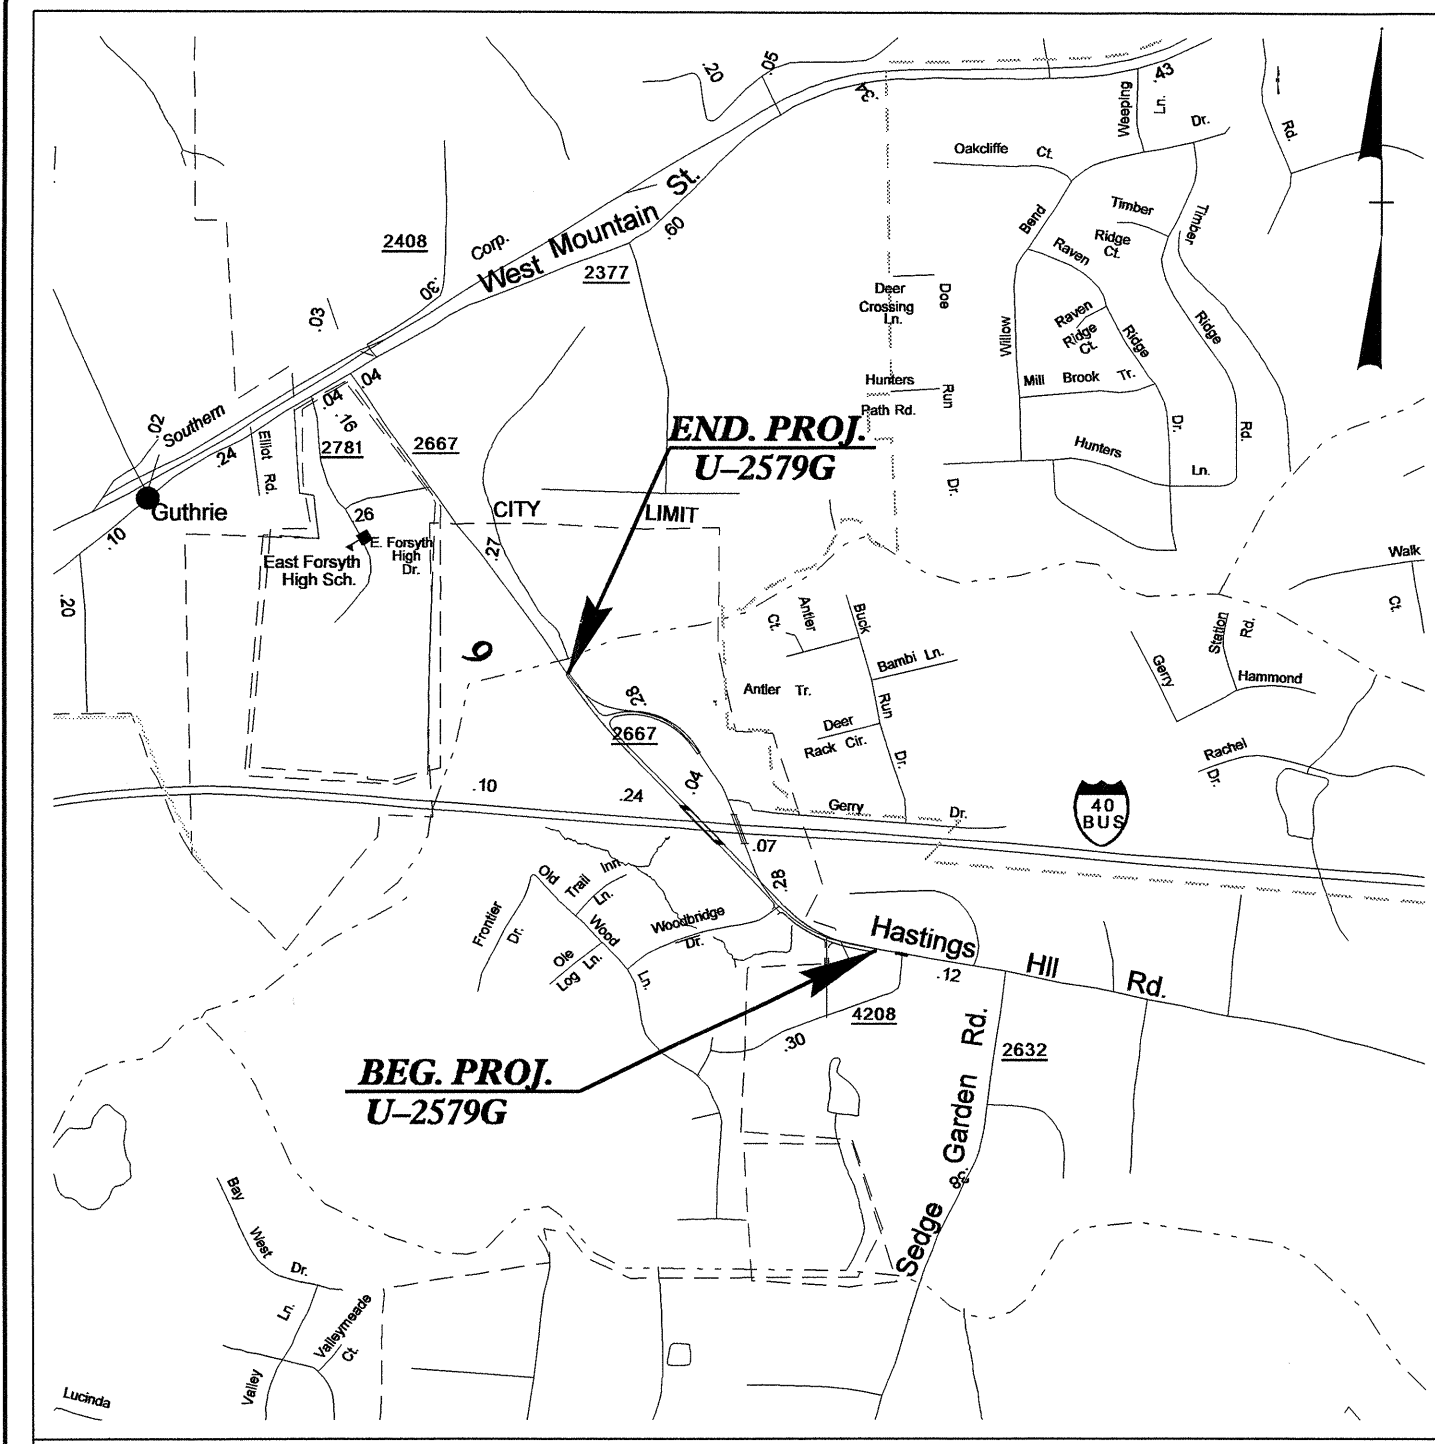 .20
.05
.34
.43
Weeping
Ln.
Dr.
Rd.
Oakcliffe Ct.
Bend
Timber
Ridge
Ct.
Timber
Ridge
Rd.
Raven
Ridge
Dr.
Raven
Ridge
Ct.
Willow
Mill Brook Tr.
Hunters
Ln.
2408
Corp.
West Mountain St.
.60
2377
.30
.03
Deer
Crossing
Ln.
Doe
Run
Dr.
Hunters
Path Rd.
.04
.04
.16
.02
Southern
.24
Elliot
Rd.
2781
2667
END. PROJ.
U–2579G
Guthrie
.10
.20
26
E. Forsyth
High
Dr.
East Forsyth
High Sch.
CITY LIMIT
.27
9
Walk
Ct.
Station
Rd.
Gerry
Hammond
Rachel
Dr.
Antler
Ct.
Buck
Run
Dr.
Bambi Ln.
Antler Tr.
Deer
Rack Cir.
.28
2667
.04
.10
.24
Gerry Dr.
40
BUS
.07
.28
Old
Wood
Ln.
Trail Inn
Ln.
Frontier
Dr.
Ole
Log Ln.
Woodbridge
Dr.
Hastings Hll Rd.
.12
4208
.30
2632
BEG. PROJ.
U–2579G
Sedge Garden Rd.
.38
Bay
West
Dr.
Ln.
Valley
Valleymeade
Ct.
Lucinda